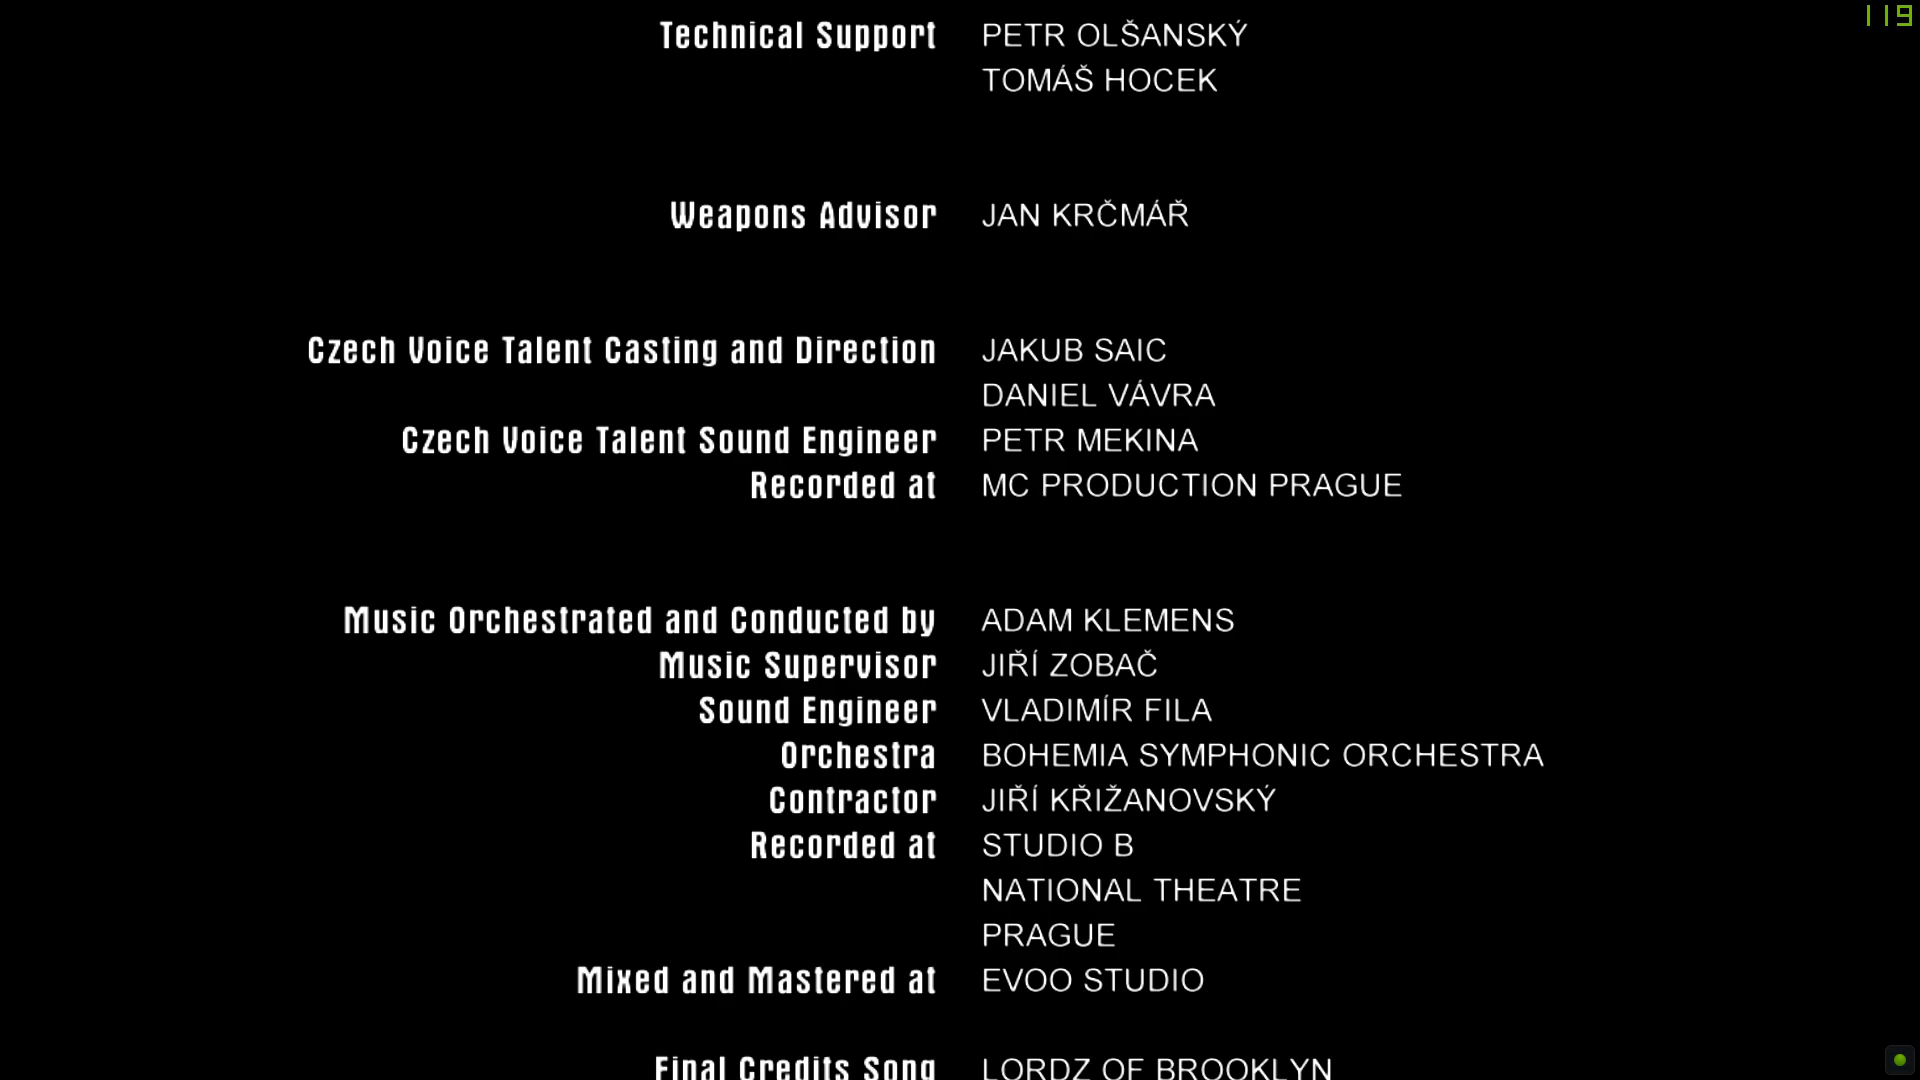 119
Technical Support PETR OLŠANSKÝ
TOMÁŠ HOCEK
Weapons Advisor JAN KRČMÁŘ
Czech Voice Talent Casting and Direction JAKUB SAIC
DANIEL VÁVRA
Czech Voice Talent Sound Engineer PETR MEKINA
Recorded at MC PRODUCTION PRAGUE
Music Orchestrated and Conducted by ADAM KLEMENS
Music Supervisor JIŘÍ ZOBAČ
Sound Engineer VLADIMÍR FILA
Orchestra BOHEMIA SYMPHONIC ORCHESTRA
Contractor JIŘÍ KŘIŽANOVSKÝ
Recorded at STUDIO B
NATIONAL THEATRE
PRAGUE
Mixed and Mastered at EVOO STUDIO
Final Credits Song LORDZ OF BROOKLYN